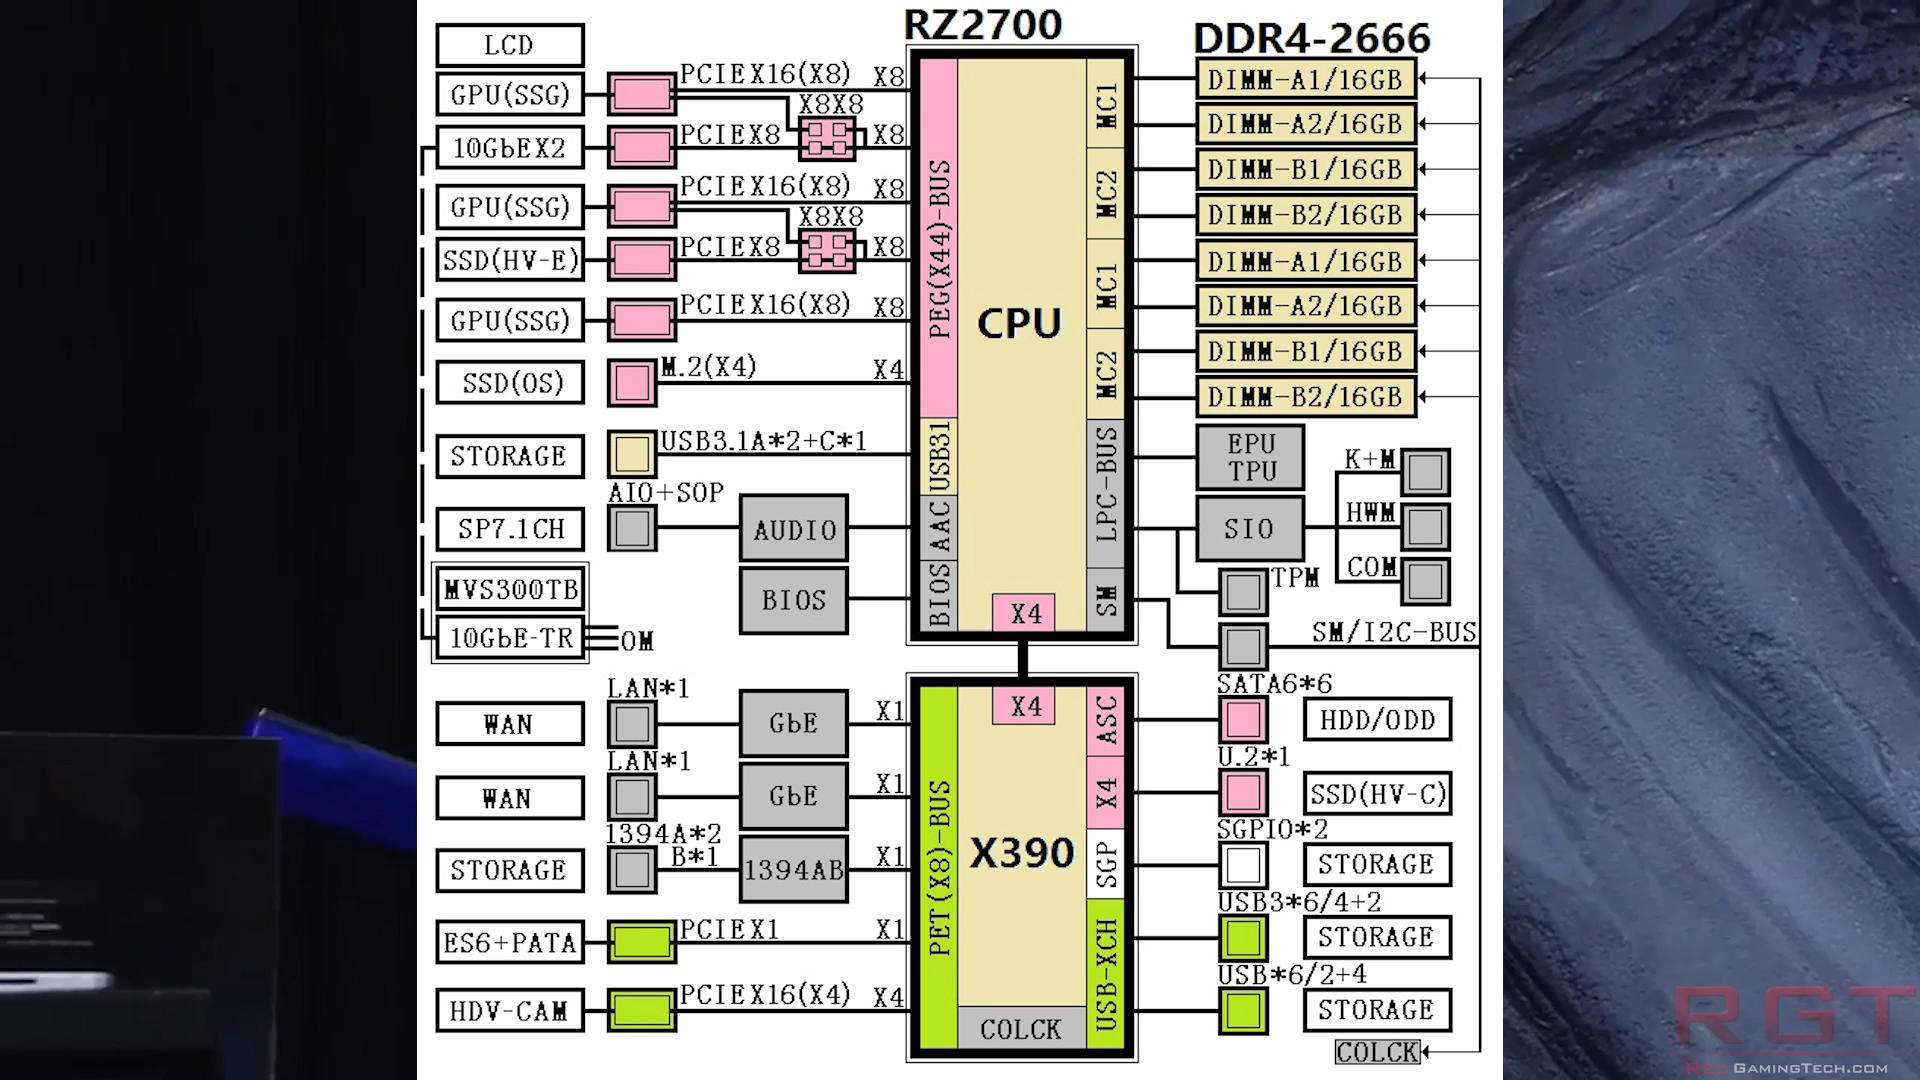 RZ2700
DDR4-2666
LCD
GPU(SSG)
PCIEX16(X8)
X8
X8X8
10GbEX2
PCIEX8
X8
GPU(SSG)
PCIEX16(X8)
X8
X8X8
SSD(HV-E)
PCIEX8
X8
GPU(SSG)
PCIEX16(X8)
X8
SSD(OS)
M.2(X4)
X4
STORAGE
USB3.1A*2+C*1
AIO+SOP
SP7.1CH
AUDIO
MVS300TB
BIOS
10GbE-TR
OM
PEG(X44)-BUS
USB31
AAC
BIOS
CPU
X4
MC1
MC2
MC1
MC2
LPC-BUS
SM
DIMM-A1/16GB
DIMM-A2/16GB
DIMM-B1/16GB
DIMM-B2/16GB
DIMM-A1/16GB
DIMM-A2/16GB
DIMM-B1/16GB
DIMM-B2/16GB
EPU
TPU
K+M
SIO
HWM
COM
TPM
SM/I2C-BUS
LAN*1
WAN
GbE
X1
LAN*1
WAN
GbE
X1
1394A*2
B*1
STORAGE
1394AB
X1
ES6+PATA
PCIEX1
X1
HDV-CAM
PCIEX16(X4)
X4
PET(X8)-BUS
X4
X390
COLCK
ASC
X4
SGP
USB-XCH
SATA6*6
HDD/ODD
U.2*1
SSD(HV-C)
SGPIO*2
STORAGE
USB3*6/4+2
STORAGE
USB*6/2+4
STORAGE
COLCK
RGT
RedGamingTech.com